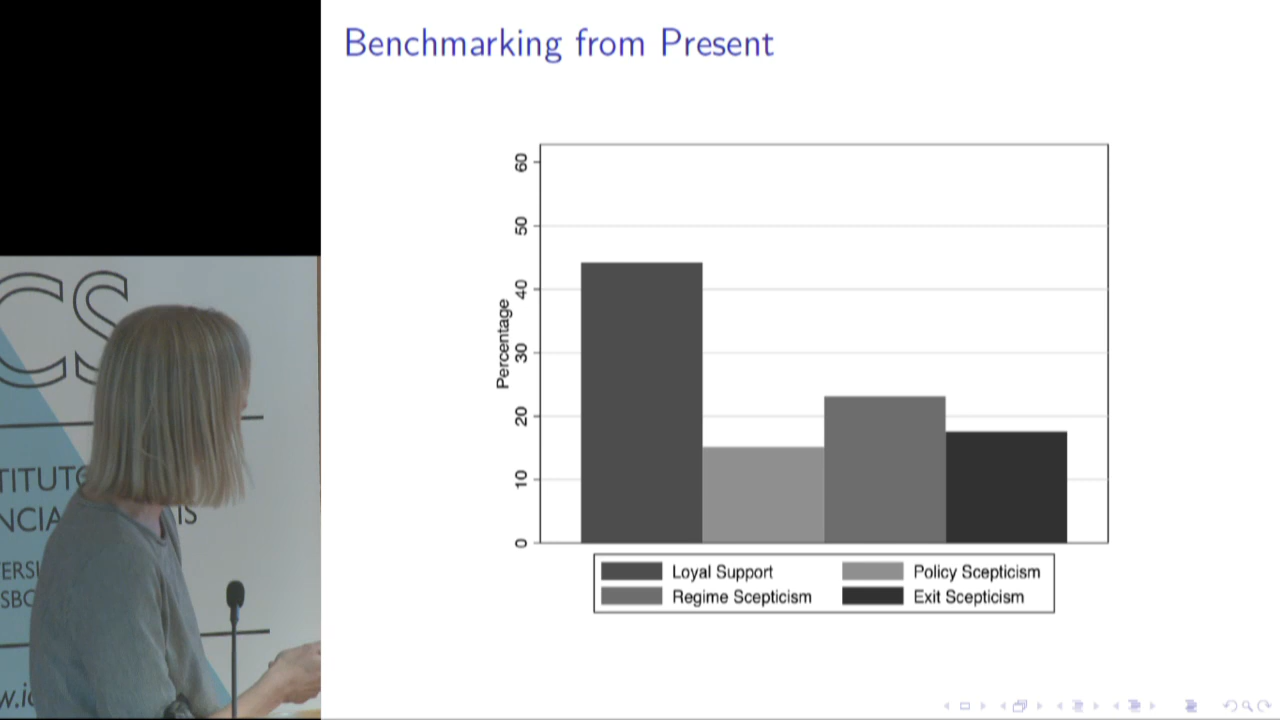 Benchmarking from Present
CS
Percentage
60
50
40
30
20
10
0
Loyal Support
Policy Scepticism
Regime Scepticism
Exit Scepticism